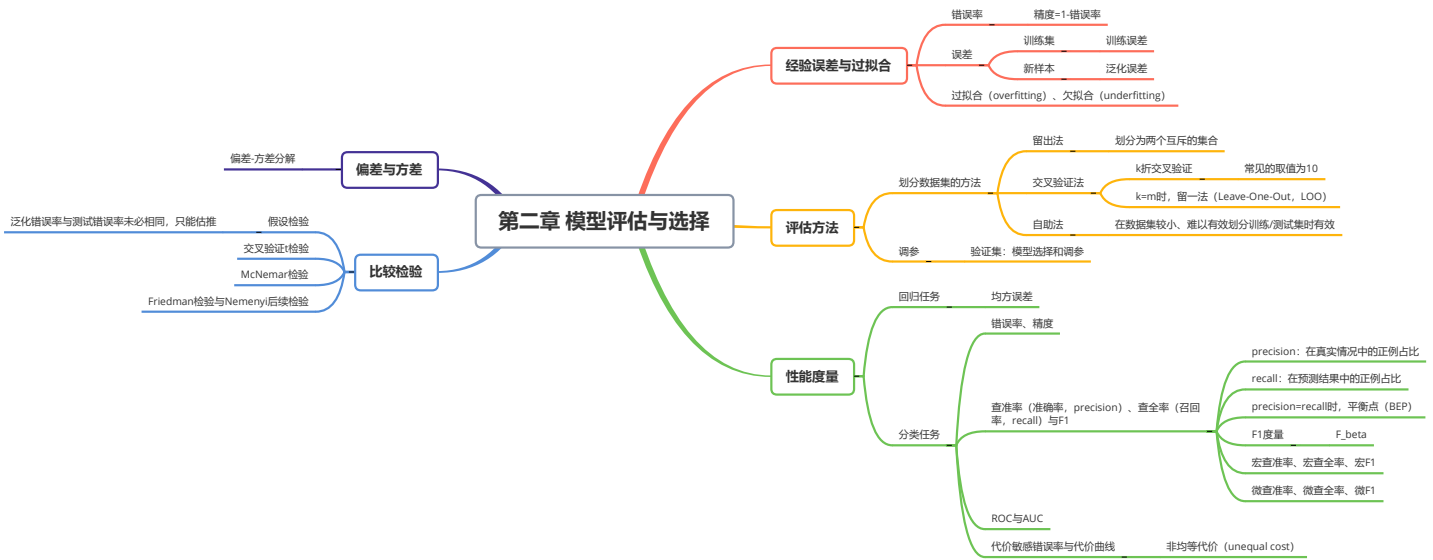 第二章 模型评估与选择
经验误差与过拟合
错误率
精度=1-错误率
误差
训练集
训练误差
新样本
泛化误差
过拟合（overfitting）、欠拟合（underfitting）
评估方法
划分数据集的方法
留出法
划分为两个互斥的集合
交叉验证法
k折交叉验证
常见的取值为10
k=m时，留一法（Leave-One-Out，LOO）
自助法
在数据集较小、难以有效划分训练/测试集时有效
调参
验证集：模型选择和调参
性能度量
回归任务
均方误差
分类任务
错误率、精度
查准率（准确率，precision）、查全率（召回
率，recall）与F1
precision：在真实情况中的正例占比
recall：在预测结果中的正例占比
precision=recall时，平衡点（BEP）
F1度量
F_beta
宏查准率、宏查全率、宏F1
微查准率、微查全率、微F1
ROC与AUC
代价敏感错误率与代价曲线
非均等代价（unequal cost）
偏差与方差
偏差-方差分解
比较检验
假设检验
泛化错误率与测试错误率未必相同，只能估推
交叉验证t检验
McNemar检验
Friedman检验与Nemenyi后续检验